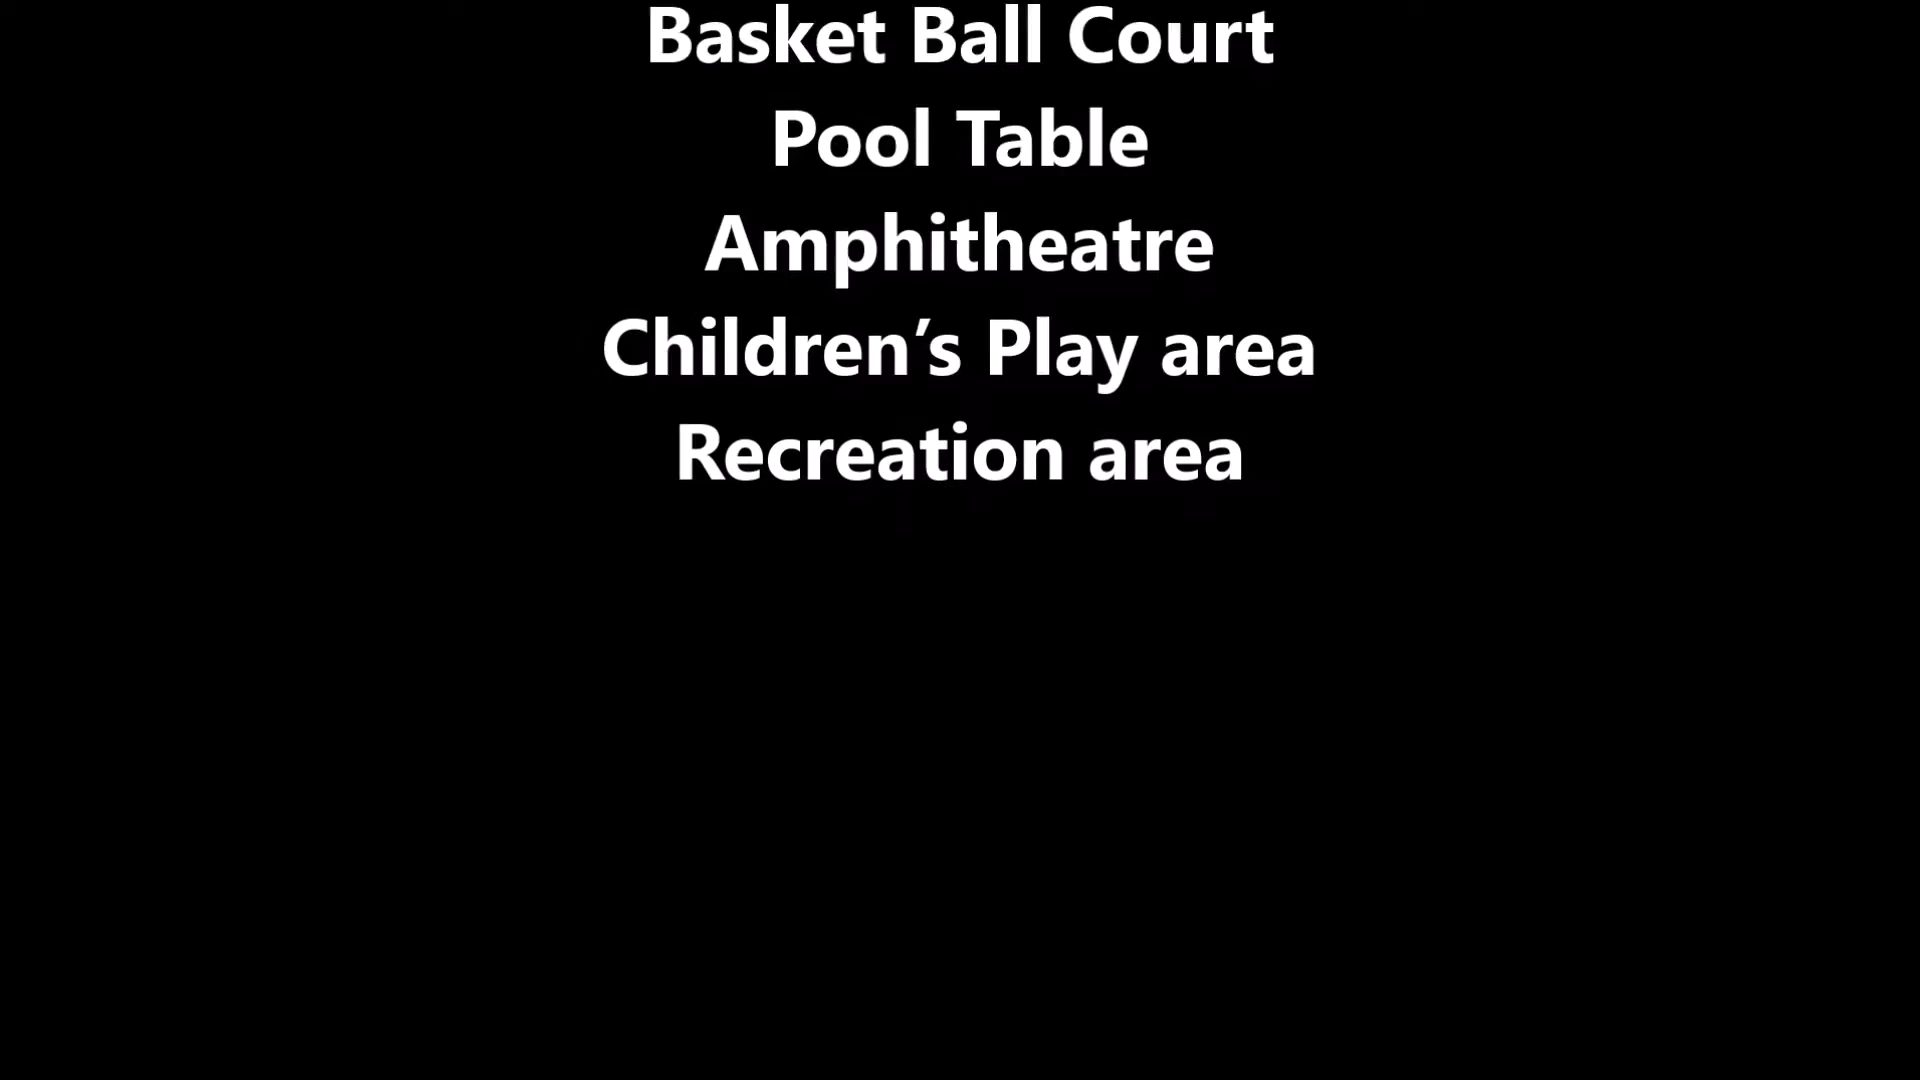 Basket Ball Court
Pool Table
Amphitheatre
Children’s Play area
Recreation area